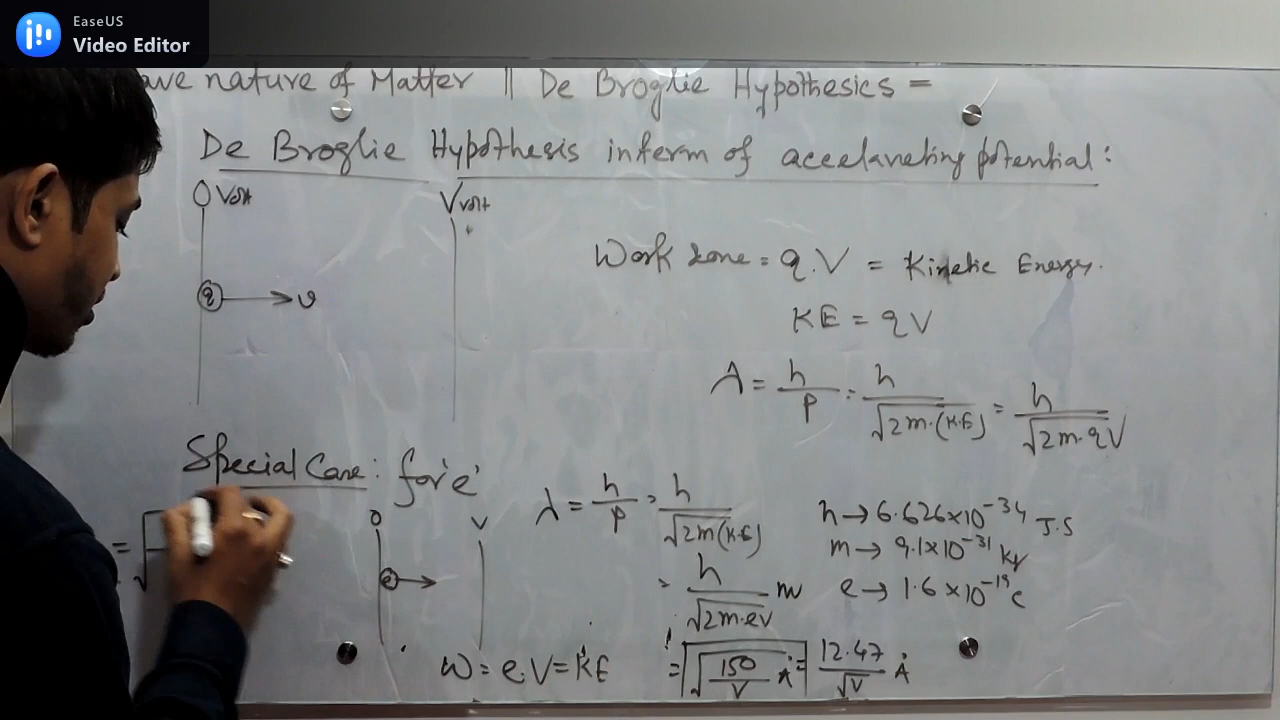 EaseUS
Video Editor
ave nature of Matter || De Broglie Hypothesics =
De Broglie Hypothesis interm of accelarating potential:
0 Volt
V volt
q → v
Work done = q.V = Kinetic Energy.
KE = qV
λ = h/p = h/√2m.(K.E) = h/√2m.qV
Special Case: for 'e'
0 V
e →
W = e.V = KE
λ = h/p = h/√2m(K.E)
= h/√2m.eV m
= √150/V Å = 12.47/√V Å
h → 6.626×10⁻³⁴ J.S
m → 9.1×10⁻³¹ kg
e → 1.6×10⁻¹⁹ C
= √